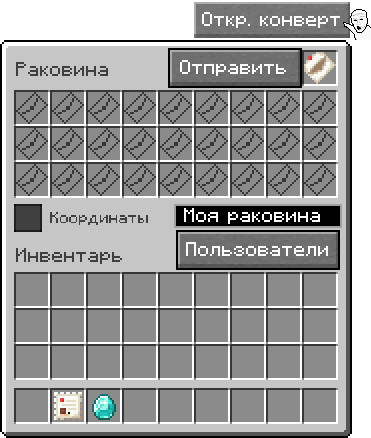 Откр. конверт
Раковина
Отправить
Координаты
Моя раковина
Инвентарь
Пользователи